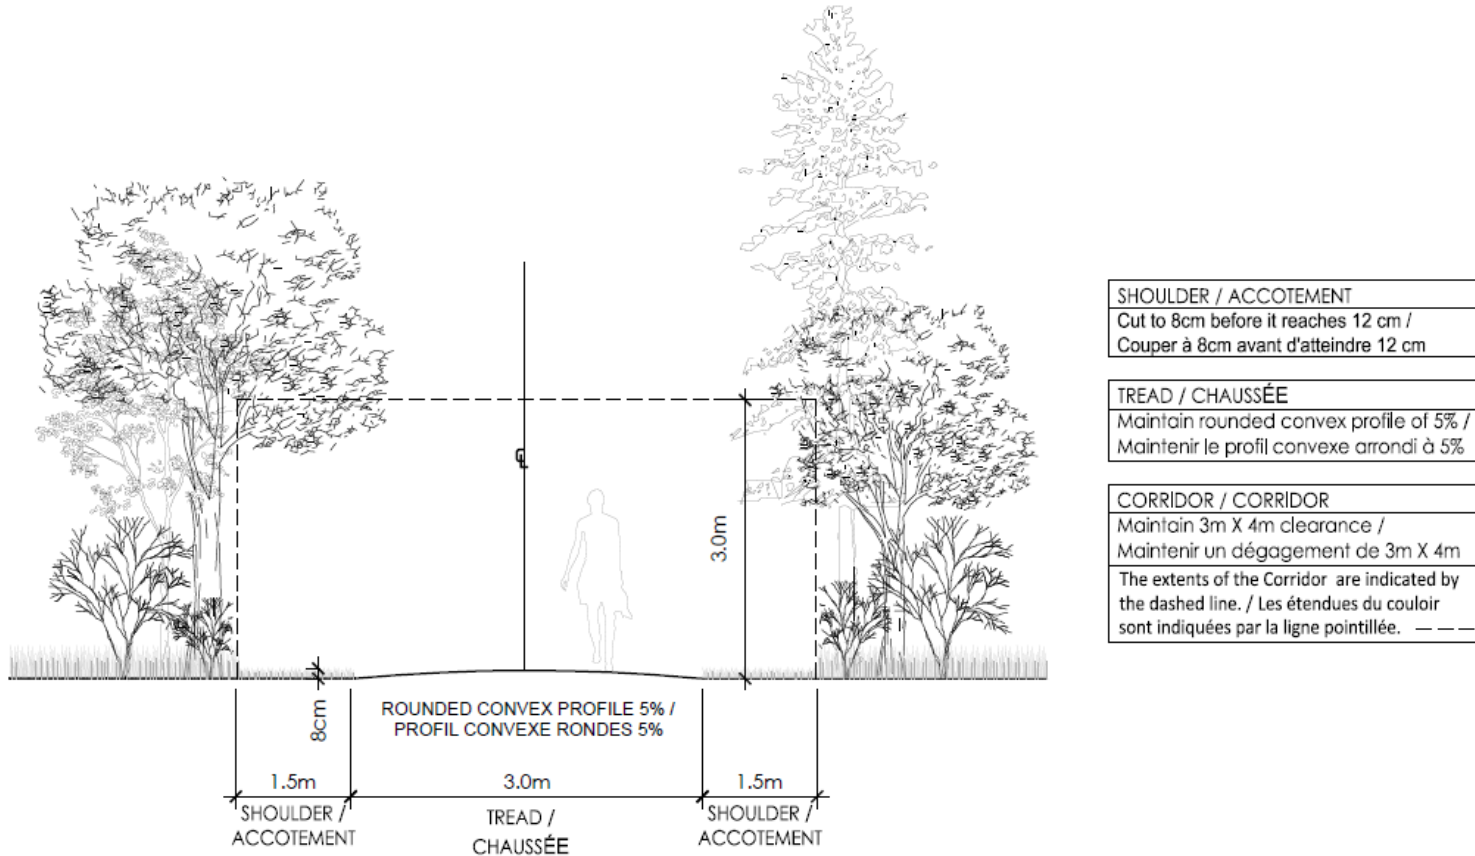 SHOULDER / ACCOTEMENT
Cut to 8cm before it reaches 12 cm /
Couper à 8cm avant d'atteindre 12 cm
TREAD / CHAUSSÉE
Maintain rounded convex profile of 5% /
Maintenir le profil convexe arrondi à 5%
CORRIDOR / CORRIDOR
Maintain 3m X 4m clearance /
Maintenir un dégagement de 3m X 4m
The extents of the Corridor are indicated by
the dashed line. / Les étendues du couloir
sont indiquées par la ligne pointillée.
3.0m
8cm
ROUNDED CONVEX PROFILE 5% /
PROFIL CONVEXE RONDES 5%
1.5m
3.0m
1.5m
SHOULDER /
ACCOTEMENT
TREAD /
CHAUSSÉE
SHOULDER /
ACCOTEMENT